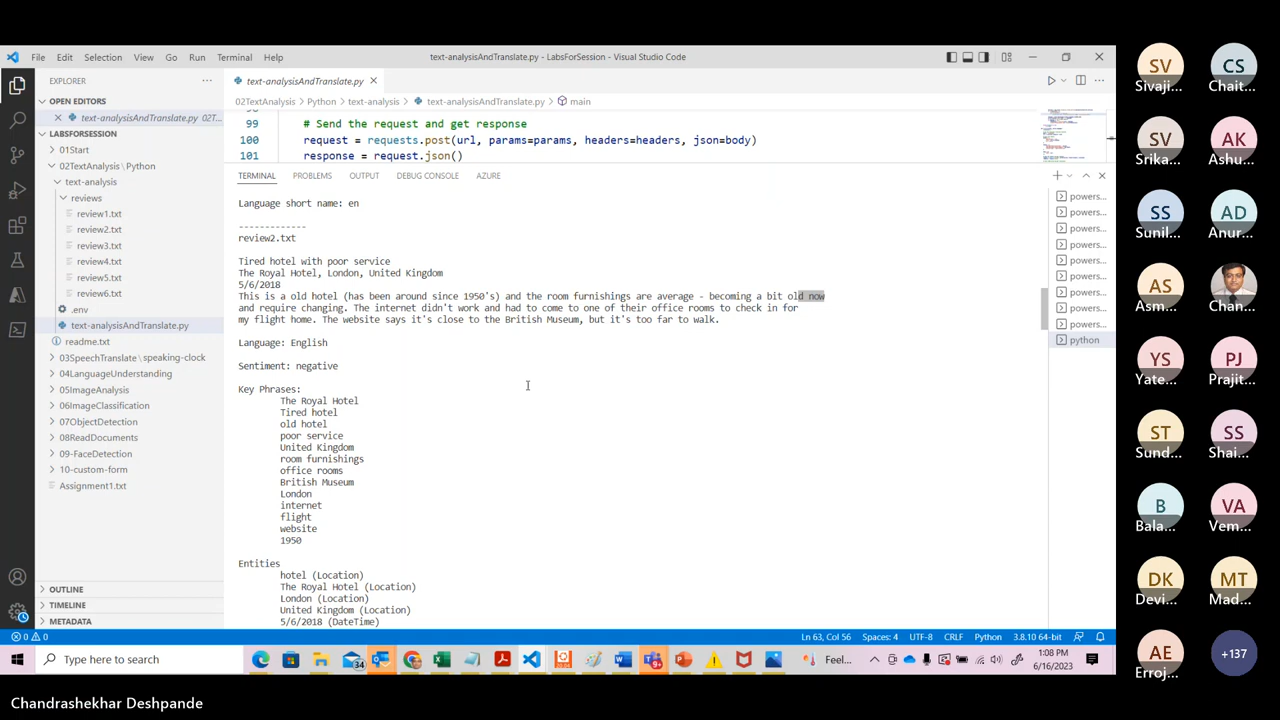 File Edit Selection View Go Run Terminal Help
text-analysisAndTranslate.py - LabsForSession - Visual Studio Code
EXPLORER
OPEN EDITORS
text-analysisAndTranslate.py 02T...
LABSFORSESSION
01Start
02TextAnalysis \ Python
text-analysis
reviews
review1.txt
review2.txt
review3.txt
review4.txt
review5.txt
review6.txt
.env
text-analysisAndTranslate.py
readme.txt
03SpeechTranslate \ speaking-clock
04LanguageUnderstanding
05ImageAnalysis
06ImageClassification
07ObjectDetection
08ReadDocuments
09-FaceDetection
10-custom-form
Assignment1.txt
OUTLINE
TIMELINE
METADATA
text-analysisAndTranslate.py
02TextAnalysis > Python > text-analysis > text-analysisAndTranslate.py > main
99 # Send the request and get response
100 request = requests.post(url, params=params, headers=headers, json=body)
101 response = request.json()
TERMINAL PROBLEMS OUTPUT DEBUG CONSOLE AZURE
Language short name: en
-------------
review2.txt
Tired hotel with poor service
The Royal Hotel, London, United Kingdom
5/6/2018
This is a old hotel (has been around since 1950's) and the room furnishings are average - becoming a bit old now
and require changing. The internet didn't work and had to come to one of their office rooms to check in for
my flight home. The website says it's close to the British Museum, but it's too far to walk.
Language: English
Sentiment: negative
Key Phrases:
The Royal Hotel
Tired hotel
old hotel
poor service
United Kingdom
room furnishings
office rooms
British Museum
London
internet
flight
website
1950
Entities
hotel (Location)
The Royal Hotel (Location)
London (Location)
United Kingdom (Location)
5/6/2018 (DateTime)
powers...
powers...
powers...
powers...
powers...
powers...
powers...
powers...
powers...
python
0 0
Ln 63, Col 56 Spaces: 4 UTF-8 CRLF Python 3.8.10 64-bit
Type here to search
34
9+
Feel...
1:08 PM
6/16/2023
SV
Sivaji...
CS
Chait...
SV
Srika...
AK
Ashu...
SS
Sunil...
AD
Anur...
AS
Asm...
Chan...
YS
Yate...
PJ
Prajit...
ST
Sund...
SS
Shai...
B
Bala...
VA
Vem...
DK
Devi...
MT
Mad...
AE
Erroj...
+137
Chandrashekhar Deshpande